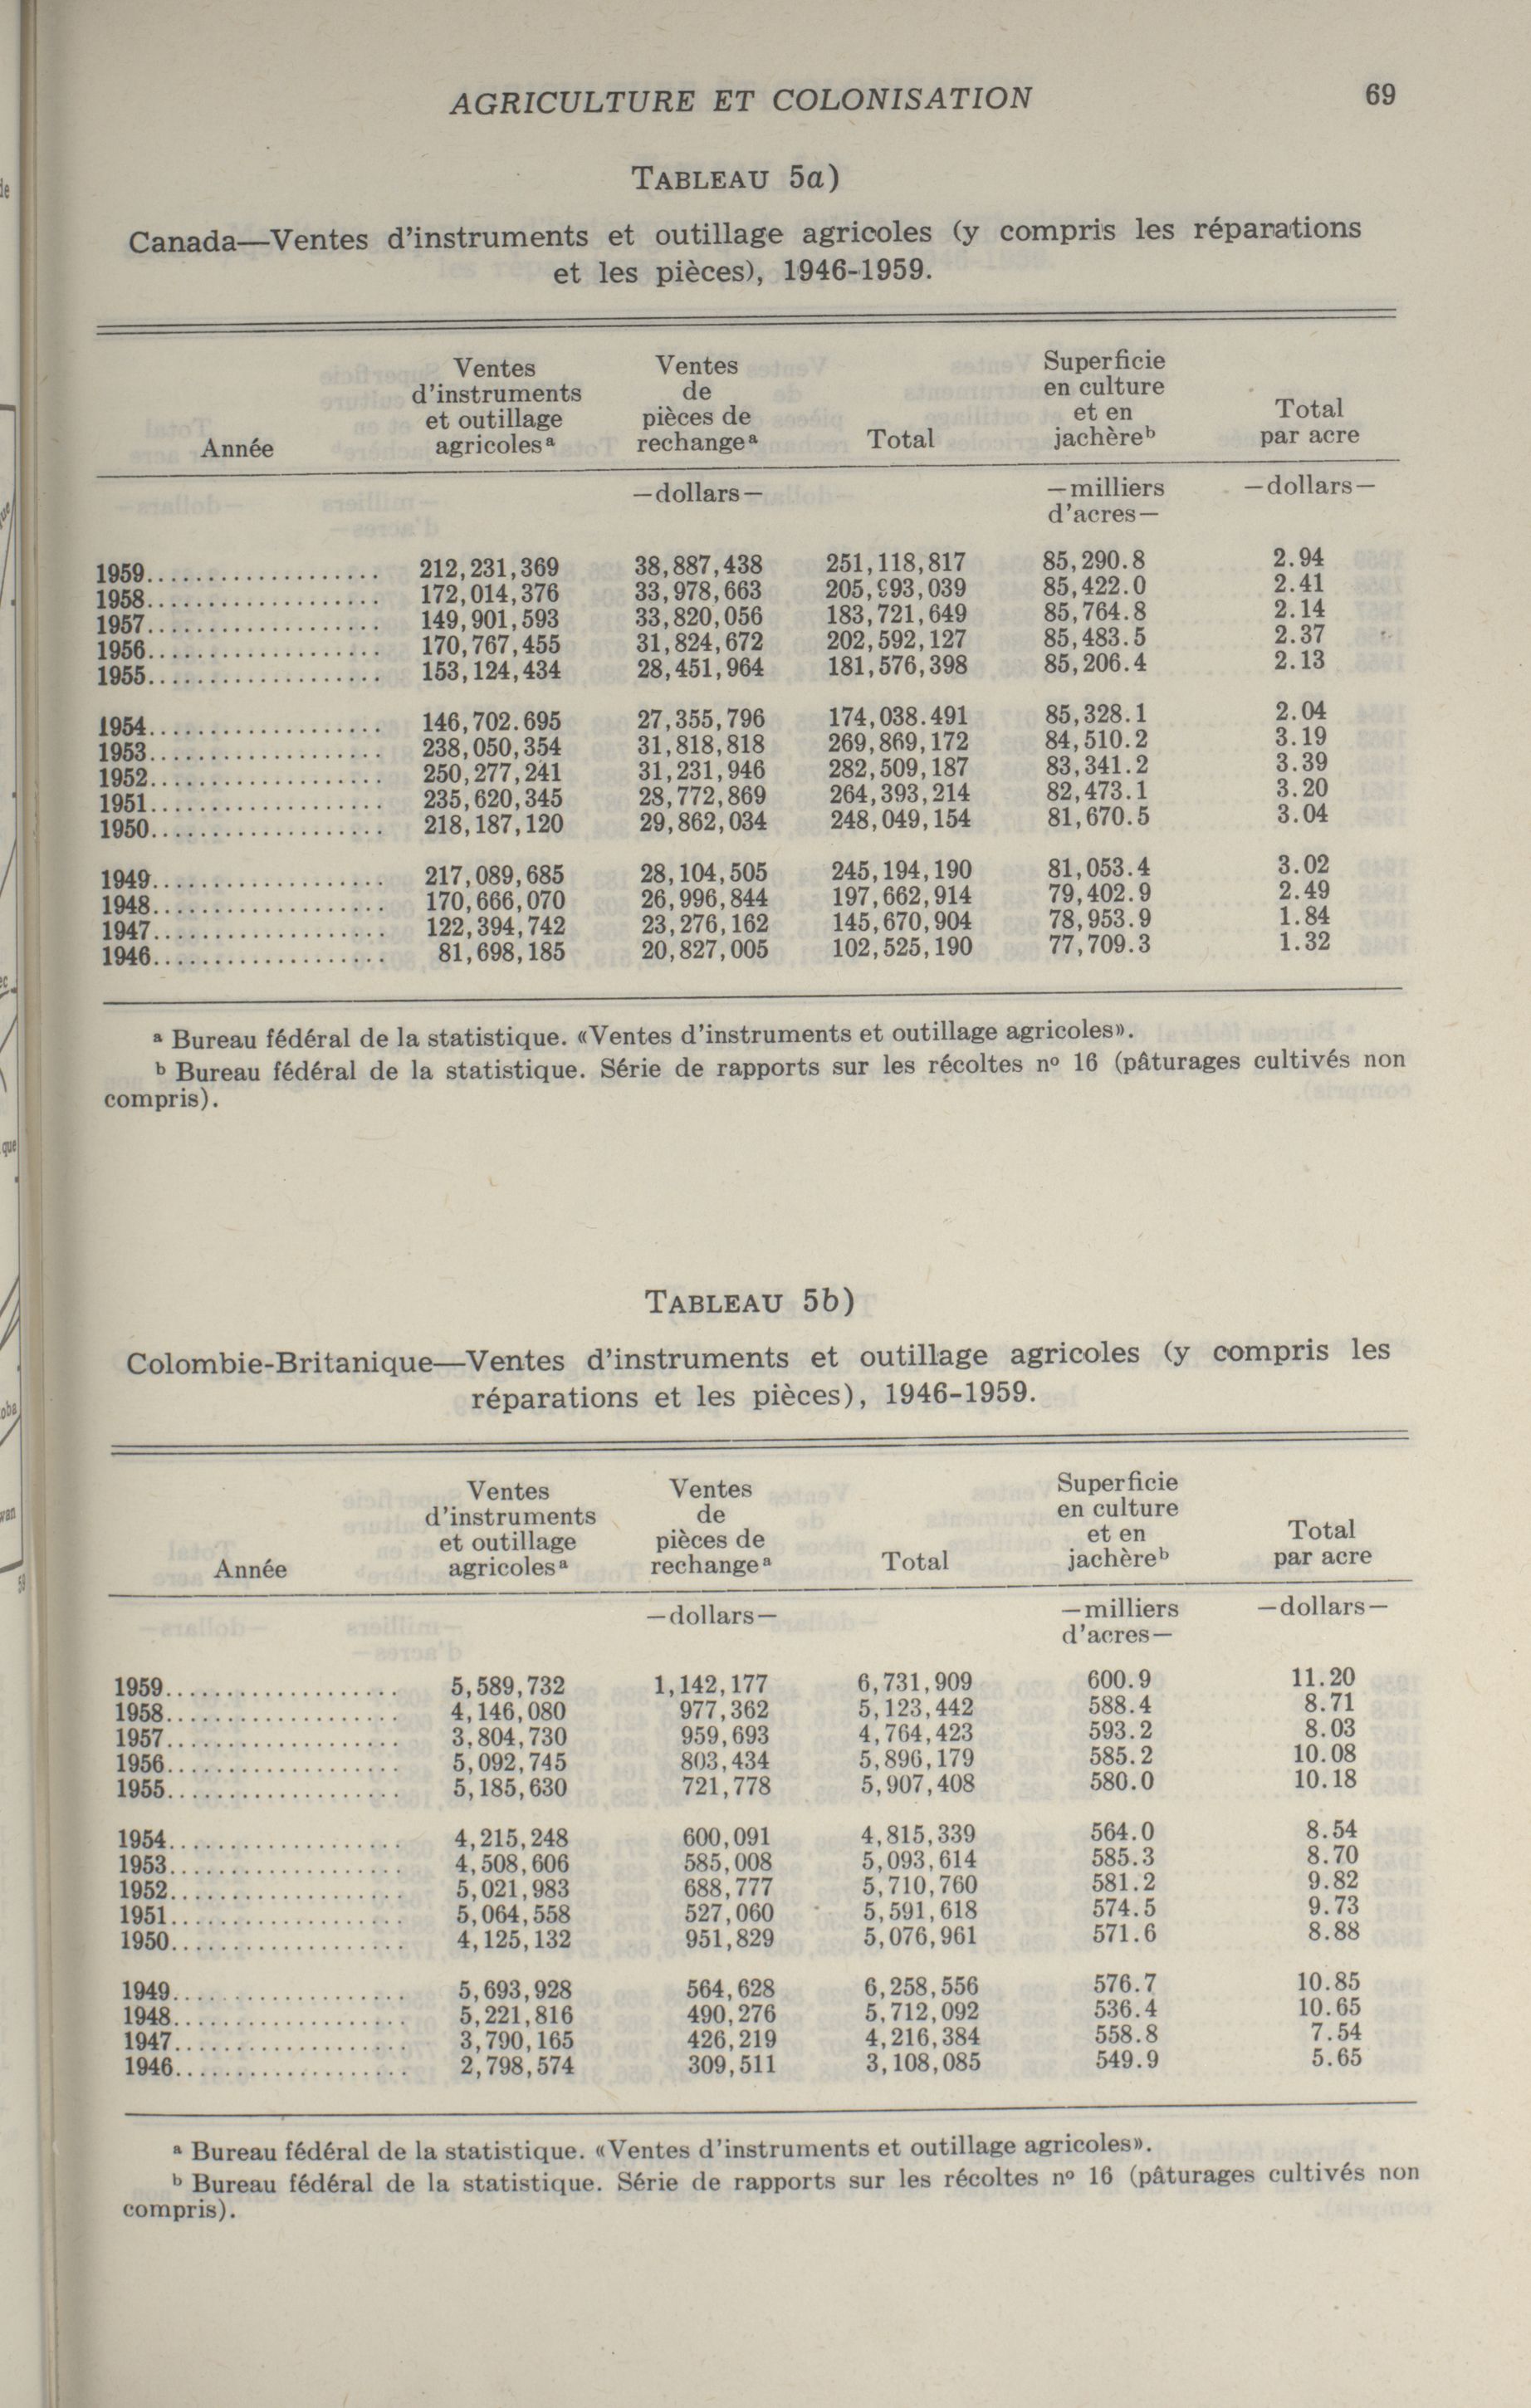 AGRICULTURE ET COLONISATION 69
TABLEAU 5a)
Canada—Ventes d'instruments et outillage agricoles (y compris les réparations
et les pièces), 1946-1959.
Année Ventes d'instruments et outillage agricoles a Ventes de pièces de rechange a Total Superficie en culture et en jachère b Total par acre
—dollars— —milliers d'acres— —dollars—
1959.................. 212,231,369 38,887,438 251,118,817 85,290.8 2.94
1958.................. 172,014,376 33,978,663 205,993,039 85,422.0 2.41
1957.................. 149,901,593 33,820,056 183,721,649 85,764.8 2.14
1956.................. 170,767,455 31,824,672 202,592,127 85,483.5 2.37
1955.................. 153,124,434 28,451,964 181,576,398 85,206.4 2.13
1954.................. 146,702.695 27,355,796 174,038.491 85,328.1 2.04
1953.................. 238,050,354 31,818,818 269,869,172 84,510.2 3.19
1952.................. 250,277,241 31,231,946 282,509,187 83,341.2 3.39
1951.................. 235,620,345 28,772,869 264,393,214 82,473.1 3.20
1950.................. 218,187,120 29,862,034 248,049,154 81,670.5 3.04
1949.................. 217,089,685 28,104,505 245,194,190 81,053.4 3.02
1948.................. 170,666,070 26,996,844 197,662,914 79,402.9 2.49
1947.................. 122,394,742 23,276,162 145,670,904 78,953.9 1.84
1946.................. 81,698,185 20,827,005 102,525,190 77,709.3 1.32
a Bureau fédéral de la statistique. «Ventes d'instruments et outillage agricoles».
b Bureau fédéral de la statistique. Série de rapports sur les récoltes nº 16 (pâturages cultivés non
compris).
TABLEAU 5b)
Colombie-Britanique—Ventes d'instruments et outillage agricoles (y compris les
réparations et les pièces), 1946-1959.
Année Ventes d'instruments et outillage agricoles a Ventes de pièces de rechange a Total Superficie en culture et en jachère b Total par acre
—dollars— —milliers d'acres— —dollars—
1959.................. 5,589,732 1,142,177 6,731,909 600.9 11.20
1958.................. 4,146,080 977,362 5,123,442 588.4 8.71
1957.................. 3,804,730 959,693 4,764,423 593.2 8.03
1956.................. 5,092,745 803,434 5,896,179 585.2 10.08
1955.................. 5,185,630 721,778 5,907,408 580.0 10.18
1954.................. 4,215,248 600,091 4,815,339 564.0 8.54
1953.................. 4,508,606 585,008 5,093,614 585.3 8.70
1952.................. 5,021,983 688,777 5,710,760 581.2 9.82
1951.................. 5,064,558 527,060 5,591,618 574.5 9.73
1950.................. 4,125,132 951,829 5,076,961 571.6 8.88
1949.................. 5,693,928 564,628 6,258,556 576.7 10.85
1948.................. 5,221,816 490,276 5,712,092 536.4 10.65
1947.................. 3,790,165 426,219 4,216,384 558.8 7.54
1946.................. 2,798,574 309,511 3,108,085 549.9 5.65
a Bureau fédéral de la statistique. «Ventes d'instruments et outillage agricoles».
b Bureau fédéral de la statistique. Série de rapports sur les récoltes nº 16 (pâturages cultivés non
compris).